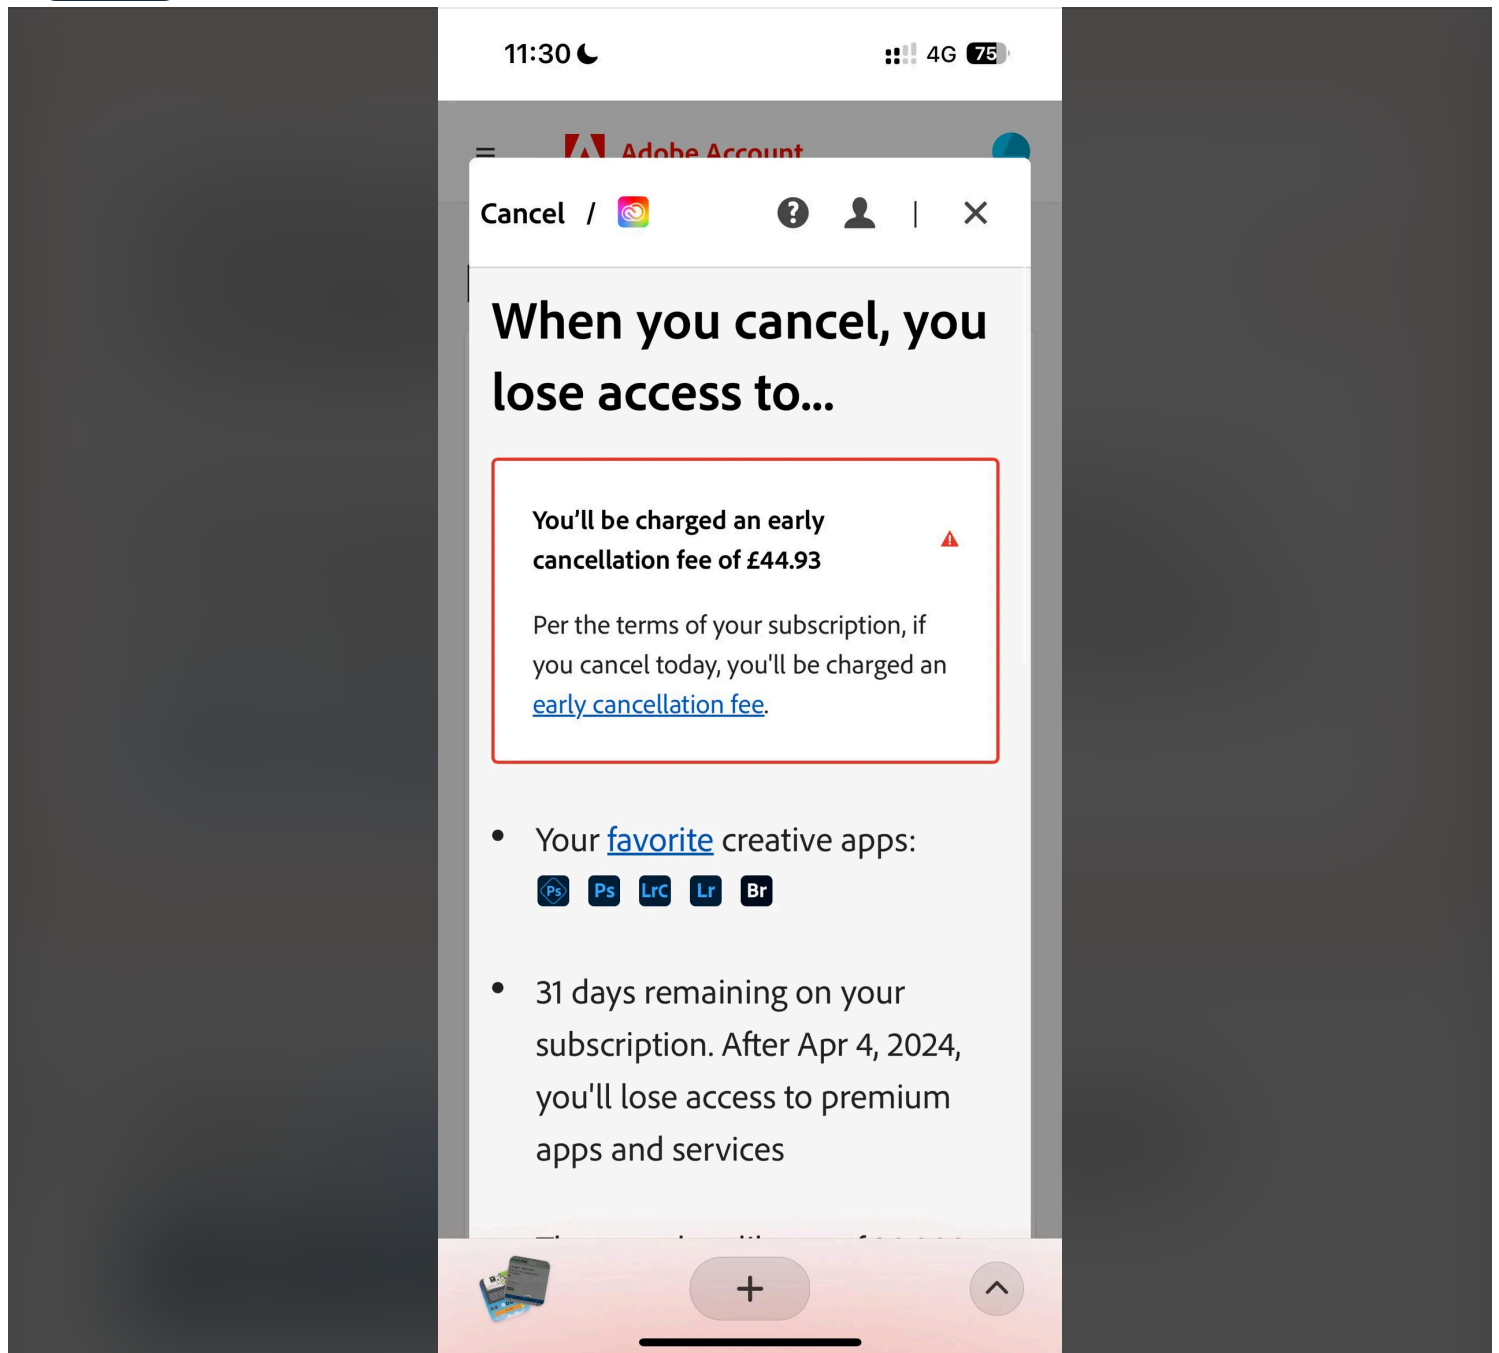 11:30
4G 75
Adobe Account
Cancel /
When you cancel, you
lose access to...
You'll be charged an early
cancellation fee of £44.93
Per the terms of your subscription, if
you cancel today, you'll be charged an
early cancellation fee.
Your favorite creative apps:
Ps Ps LrC Lr Br
31 days remaining on your
subscription. After Apr 4, 2024,
you'll lose access to premium
apps and services